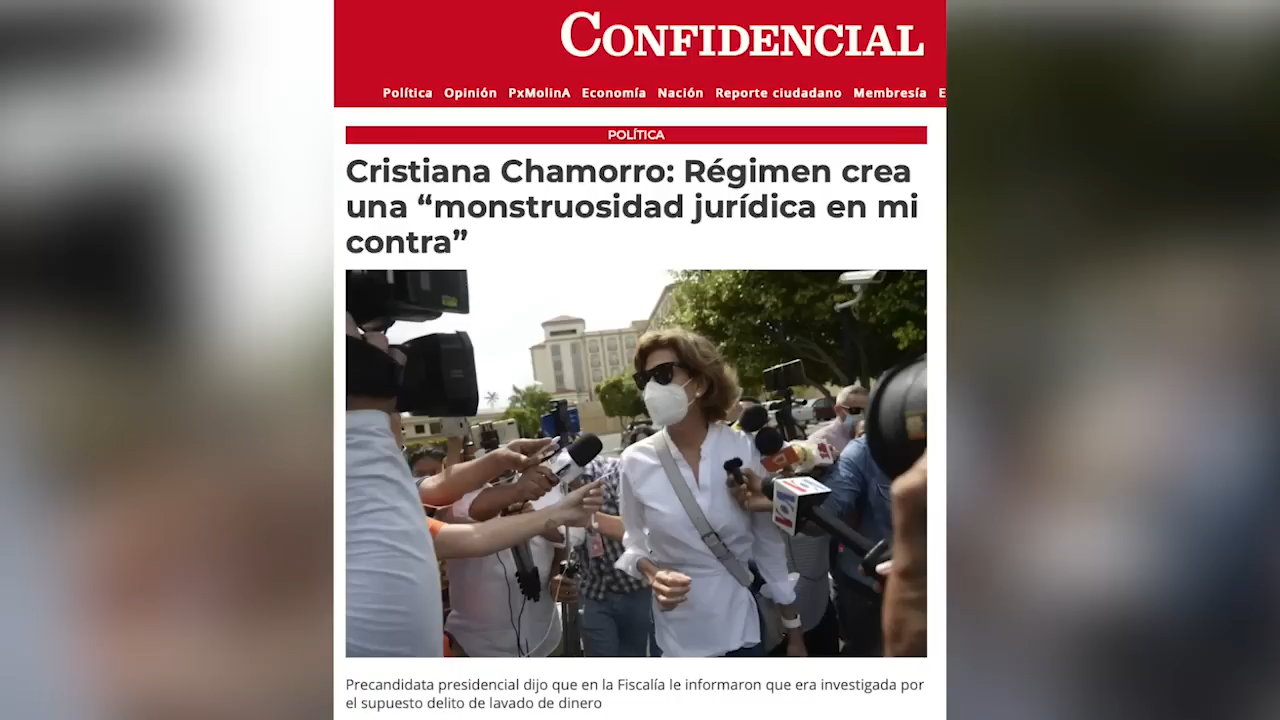 CONFIDENCIAL
Política Opinión PxMolinA Economía Nación Reporte ciudadano Membresía E
POLÍTICA
Cristiana Chamorro: Régimen crea
una “monstruosidad jurídica en mi
contra”
Precandidata presidencial dijo que en la Fiscalía le informaron que era investigada por
el supuesto delito de lavado de dinero